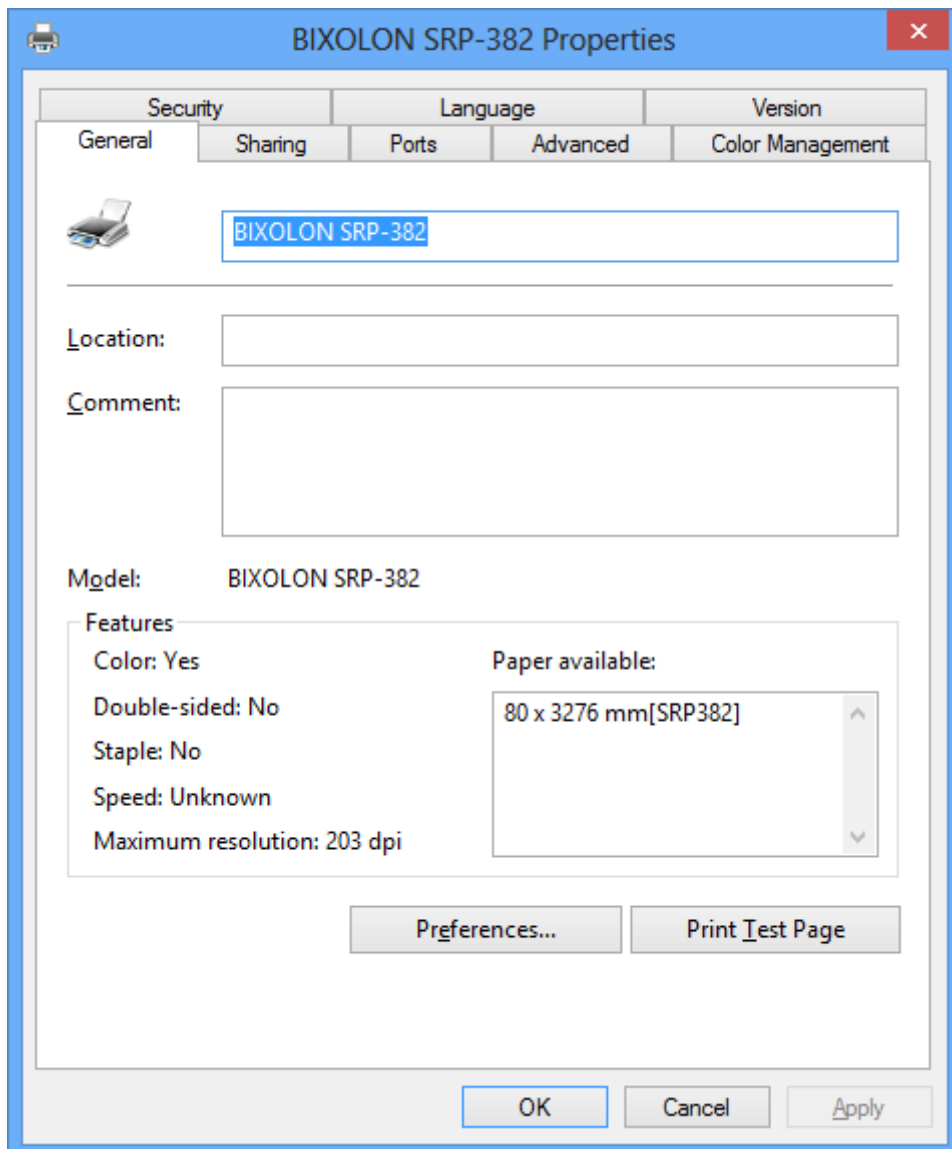 BIXOLON SRP-382 Properties
Security Language Version
General Sharing Ports Advanced Color Management
BIXOLON SRP-382
Location:
Comment:
Model: BIXOLON SRP-382
Features
Color: Yes Paper available:
Double-sided: No 80 x 3276 mm[SRP382]
Staple: No
Speed: Unknown
Maximum resolution: 203 dpi
Preferences... Print Test Page
OK Cancel Apply